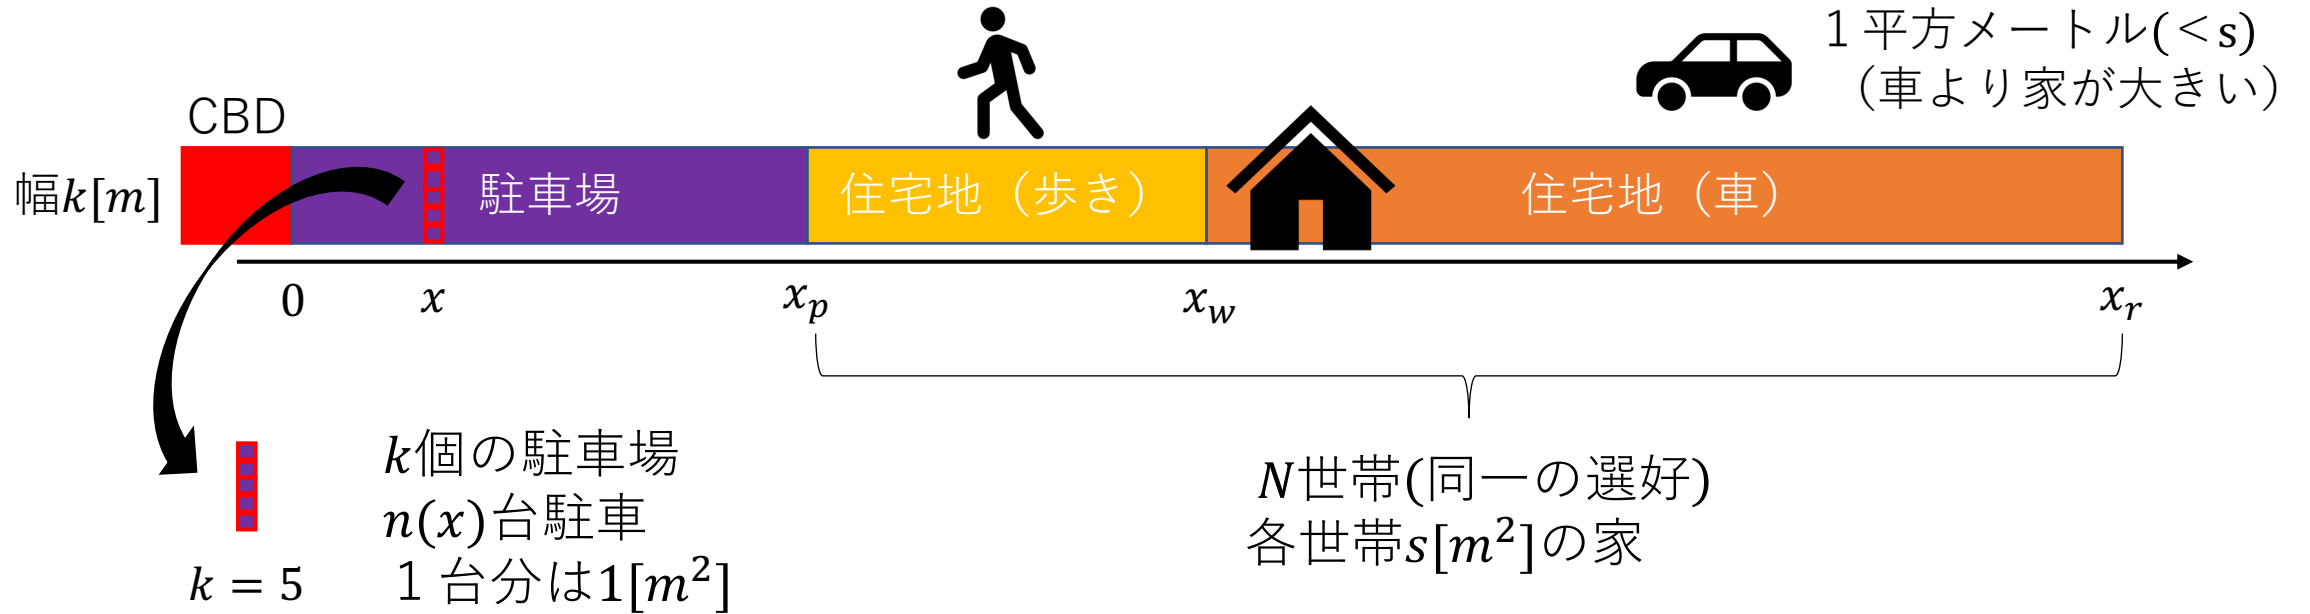 1 平方メートル(<s)
（車より家が大きい）
CBD
幅k[m]
駐車場
住宅地（歩き）
住宅地（車）
0
x
x_p
x_w
x_r
k個の駐車場
n(x)台駐車
1 台分は1[m²]
k = 5
N世帯(同一の選好)
各世帯s[m²]の家